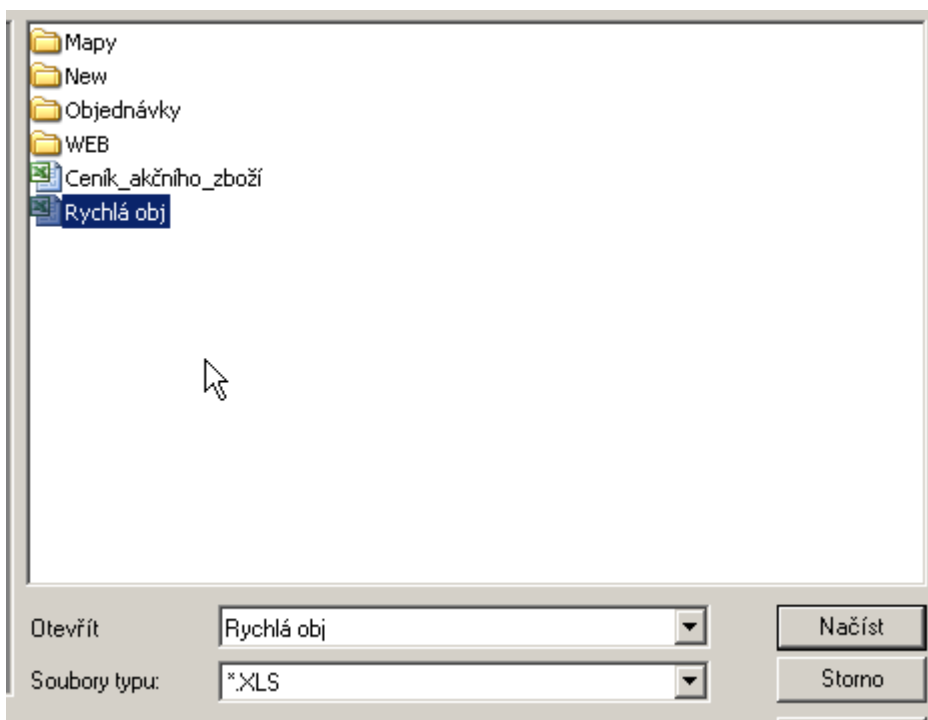 Mapy
New
Objednávky
WEB
Ceník_akčního_zboží
Rychlá obj
Otevřít
Rychlá obj
Načíst
Soubory typu:
*.XLS
Storno